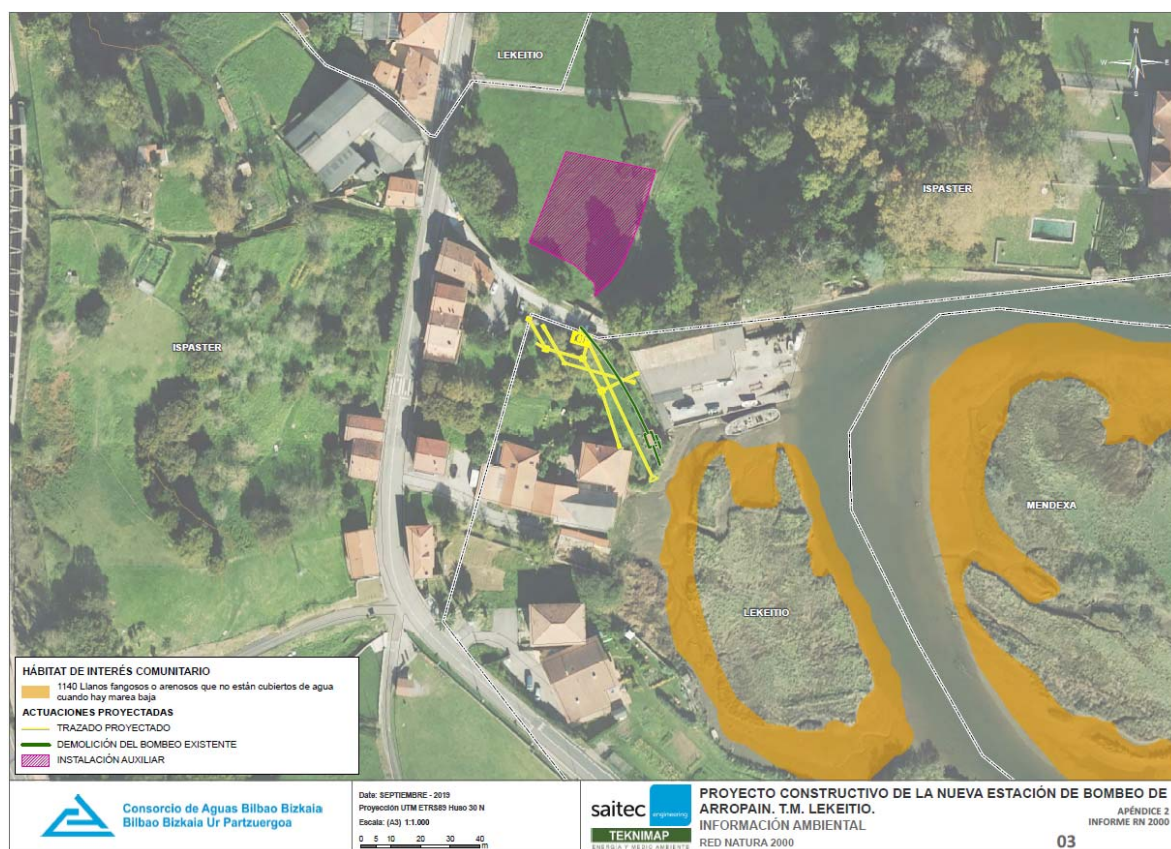 LEKEITIO
N
W
E
S
ISPASTER
ISPASTER
MENDEXA
LEKEITIO
HÁBITAT DE INTERÉS COMUNITARIO
1140 Llanos fangosos o arenosos que no están cubiertos de agua
cuando hay marea baja
ACTUACIONES PROYECTADAS
TRAZADO PROYECTADO
DEMOLICIÓN DEL BOMBEO EXISTENTE
INSTALACIÓN AUXILIAR
Consorcio de Aguas Bilbao Bizkaia
Bilbao Bizkaia Ur Partzuergoa
Date: SEPTIEMBRE - 2019
Proyección UTM ETRS89 Huso 30 N
Escala: (A3) 1:1.000
0 5 10 20 30 40
m
saitec engineering
TEKNIMAP
ENERGÍA Y MEDIO AMBIENTE
PROYECTO CONSTRUCTIVO DE LA NUEVA ESTACIÓN DE BOMBEO DE
ARROPAIN. T.M. LEKEITIO.
INFORMACIÓN AMBIENTAL
RED NATURA 2000
APÉNDICE 2
INFORME RN 2000
03